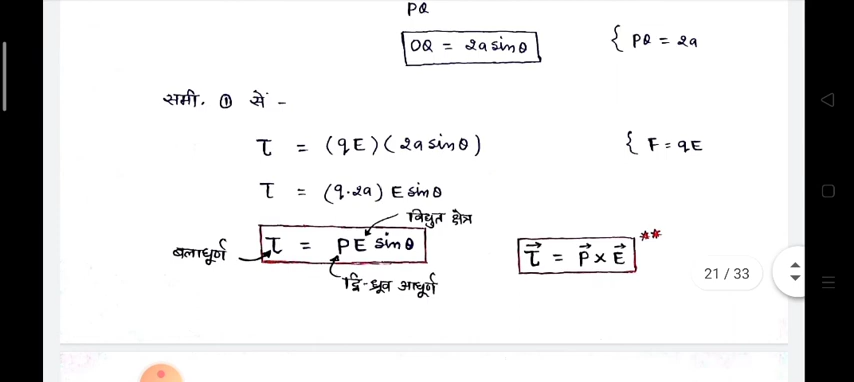 PQ
OQ = 2a sinθ { PQ = 2a
समी. ① सें -
τ = (qE)(2a sinθ) { F = qE
τ = (q.2a) E sinθ
विधुत क्षेत्र
बलाघूर्ण τ = PE sinθ τ⃗ = P⃗ × E⃗ **
द्वि-ध्रुव आघूर्ण
21 / 33